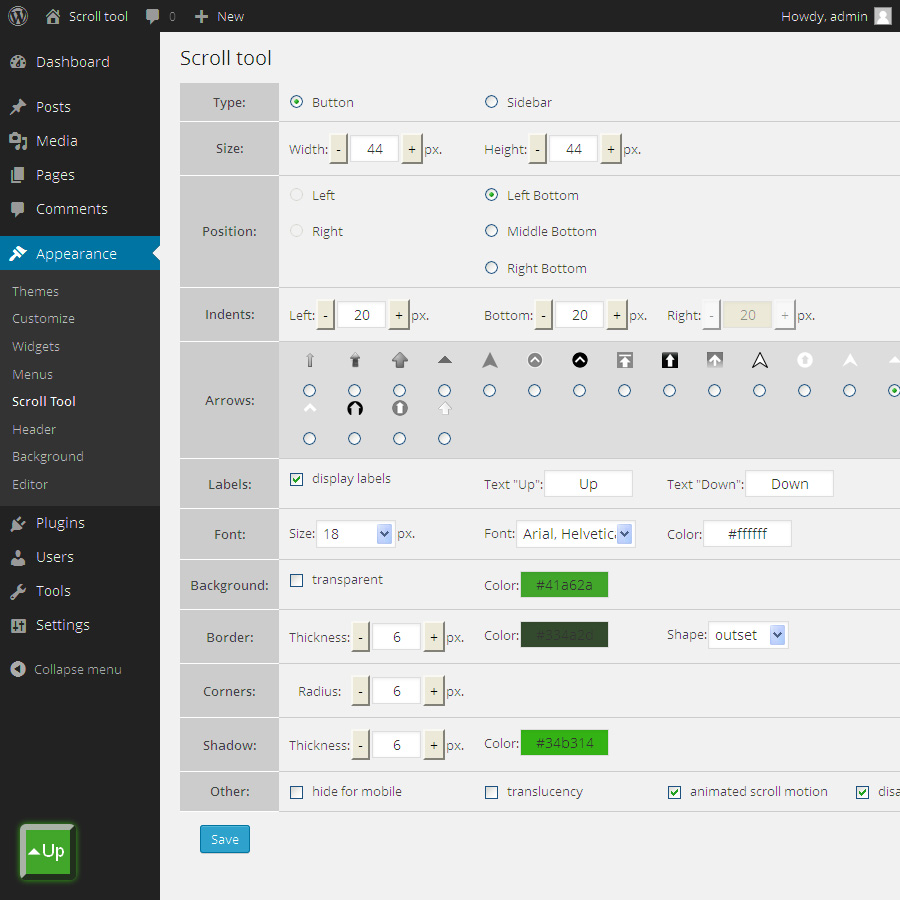 Scroll tool 0 + New Howdy, admin
Dashboard
Posts
Media
Pages
Comments
Appearance
Themes
Customize
Widgets
Menus
Scroll Tool
Header
Background
Editor
Plugins
Users
Tools
Settings
Collapse menu
Scroll tool
Type: Button Sidebar
Size: Width: - 44 + px. Height: - 44 + px.
Position: Left Left Bottom
Right Middle Bottom
Right Bottom
Indents: Left: - 20 + px. Bottom: - 20 + px. Right: - 20 + px.
Arrows:
Labels: display labels Text "Up": Up Text "Down": Down
Font: Size: 18 px. Font: Arial, Helvetica Color: #ffffff
Background: transparent Color: #41a62a
Border: Thickness: - 6 + px. Color: #334a2c Shape: outset
Corners: Radius: - 6 + px.
Shadow: Thickness: - 6 + px. Color: #34b314
Other: hide for mobile translucency animated scroll motion disa
Save
Up